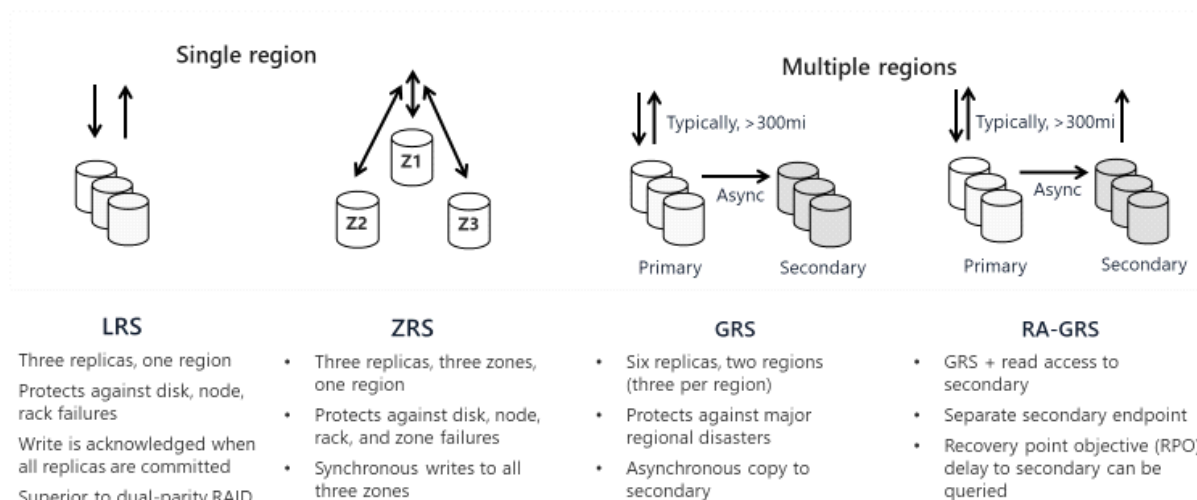 Single region
Multiple regions
Typically, >300mi
Typically, >300mi
Z1
Z2
Z3
Async
Async
Primary
Secondary
Primary
Secondary
LRS
Three replicas, one region
Protects against disk, node,
rack failures
Write is acknowledged when
all replicas are committed
Superior to dual-parity RAID
ZRS
• Three replicas, three zones,
one region
• Protects against disk, node,
rack, and zone failures
• Synchronous writes to all
three zones
GRS
• Six replicas, two regions
(three per region)
• Protects against major
regional disasters
• Asynchronous copy to
secondary
RA-GRS
• GRS + read access to
secondary
• Separate secondary endpoint
• Recovery point objective (RPO)
delay to secondary can be
queried